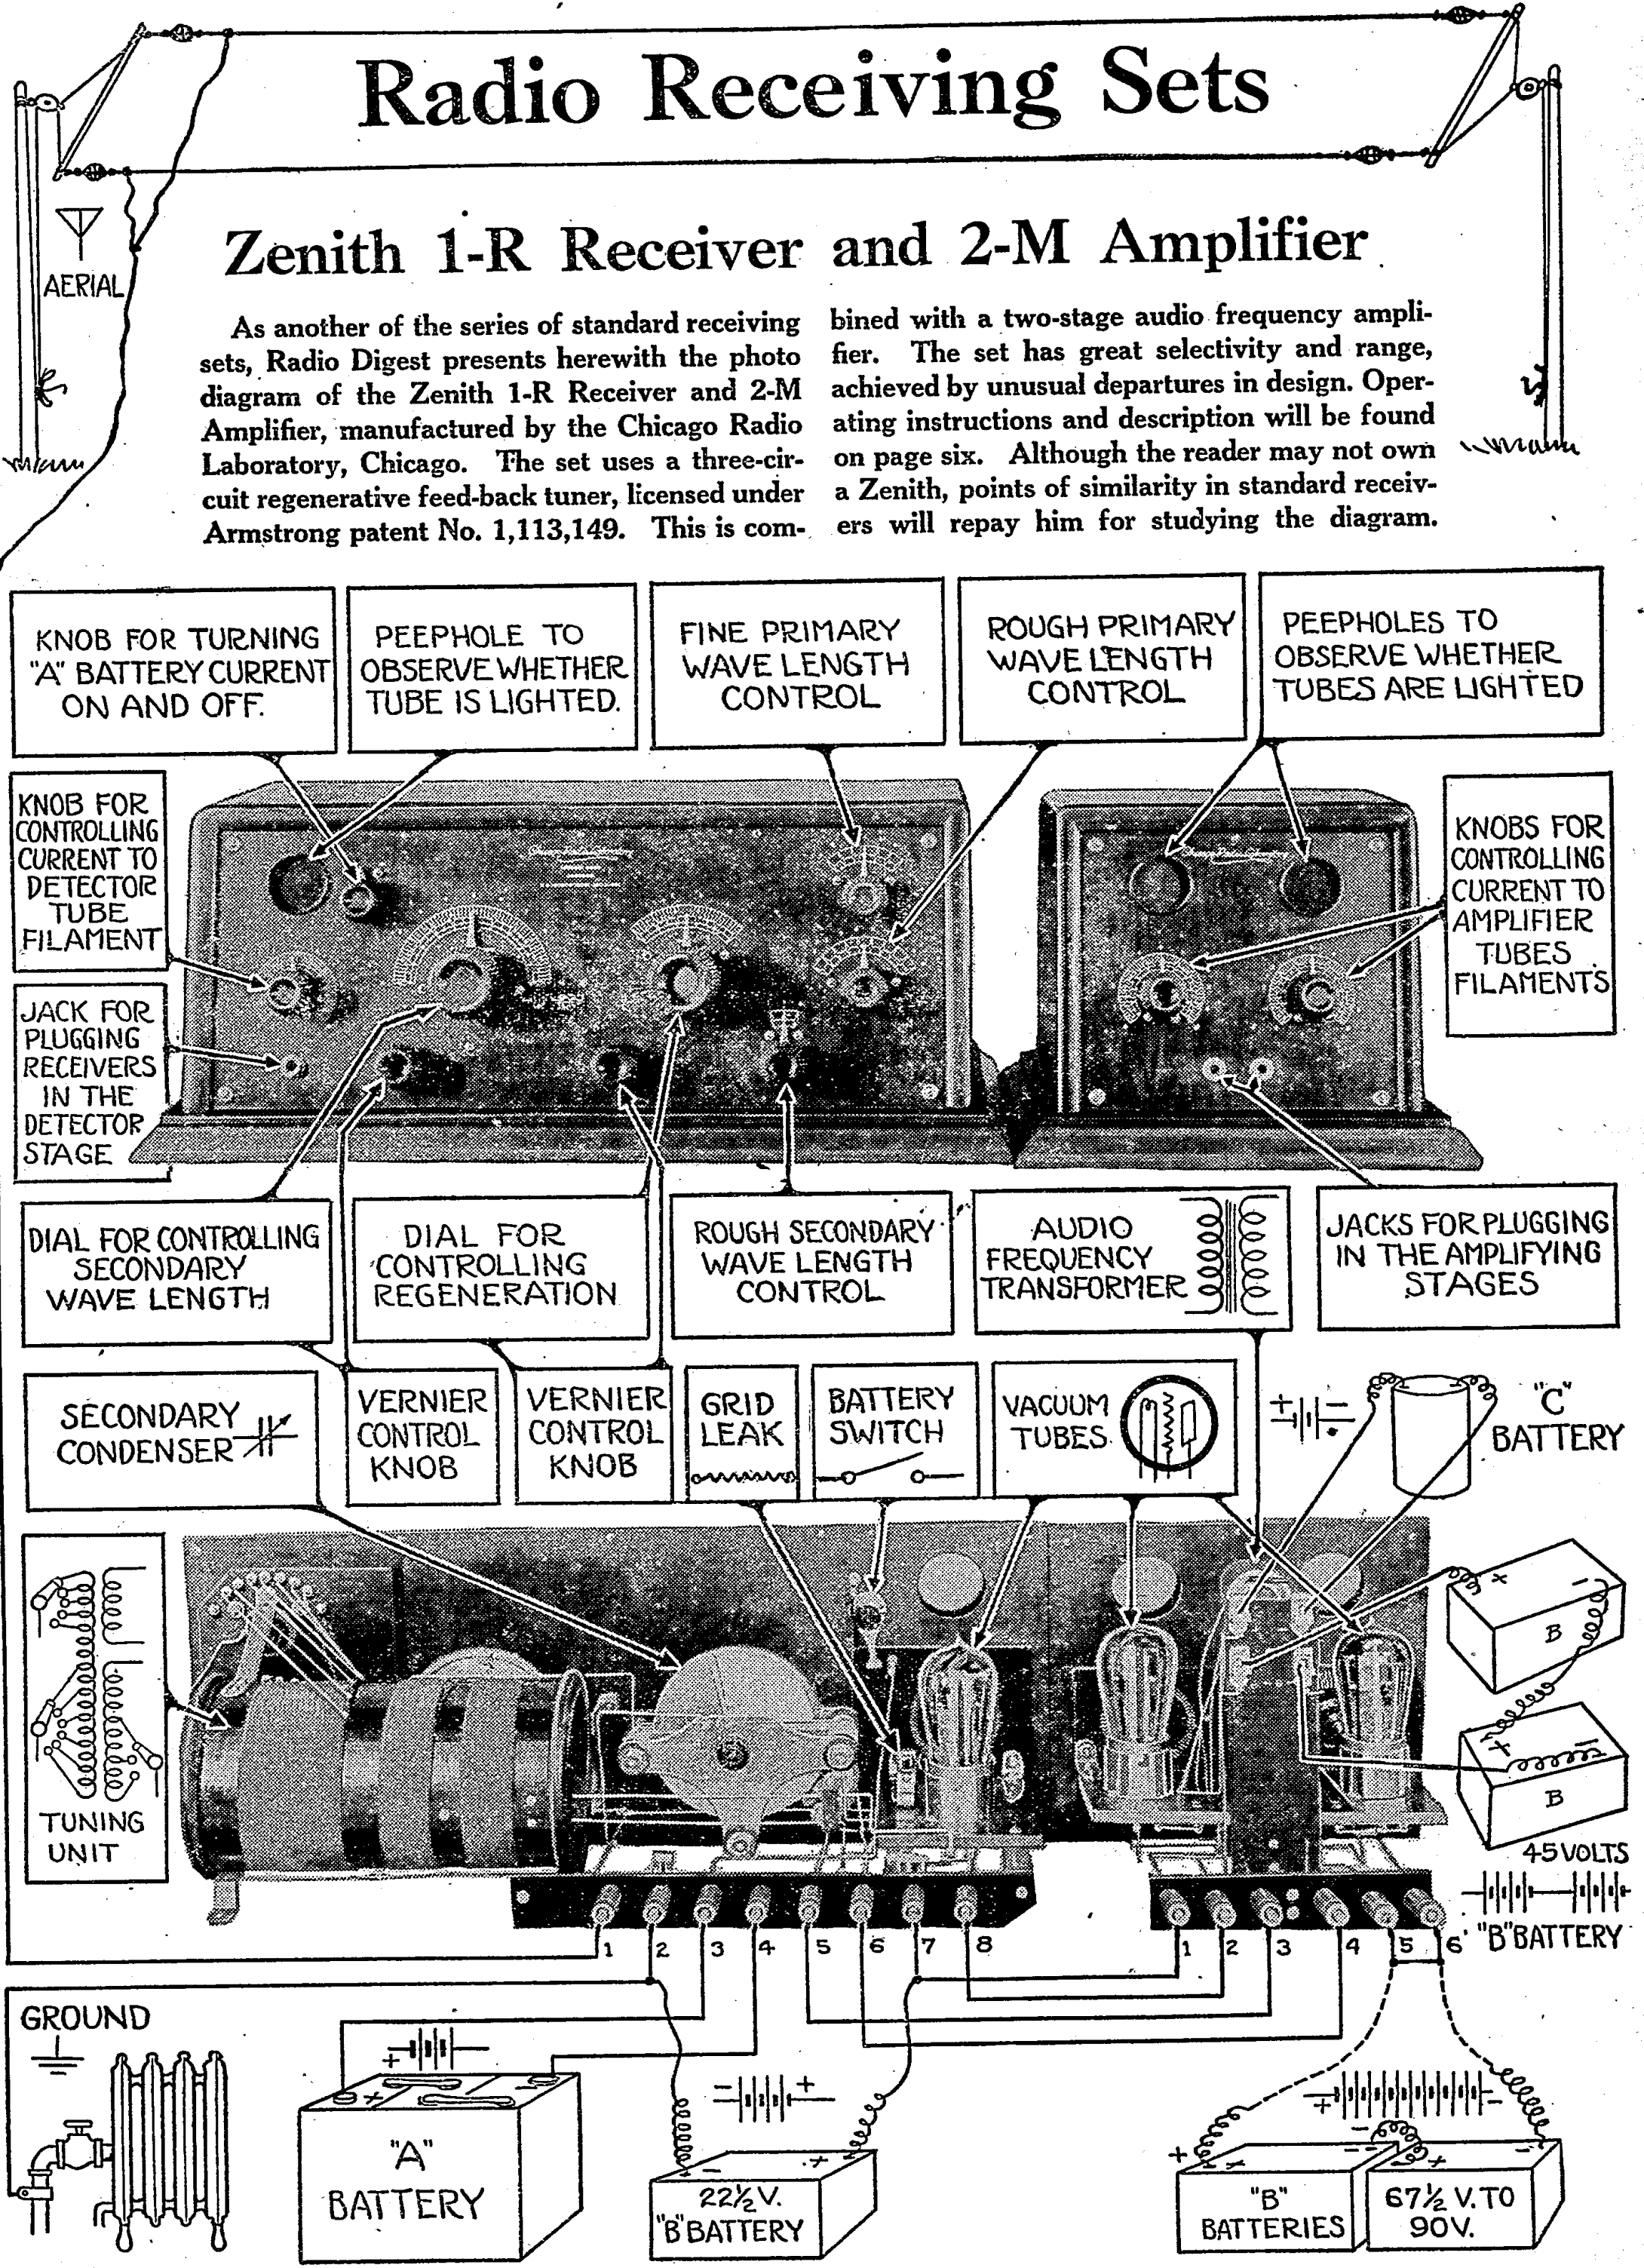 Radio Receiving Sets
Zenith 1-R Receiver and 2-M Amplifier
AERIAL
As another of the series of standard receiving
sets, Radio Digest presents herewith the photo
diagram of the Zenith 1-R Receiver and 2-M
Amplifier, manufactured by the Chicago Radio
Laboratory, Chicago. The set uses a three-cir-
cuit regenerative feed-back tuner, licensed under
Armstrong patent No. 1,113,149. This is com-
bined with a two-stage audio frequency ampli-
fier. The set has great selectivity and range,
achieved by unusual departures in design. Oper-
ating instructions and description will be found
on page six. Although the reader may not own
a Zenith, points of similarity in standard receiv-
ers will repay him for studying the diagram.
KNOB FOR TURNING
"A" BATTERY CURRENT
ON AND OFF.
PEEPHOLE TO
OBSERVE WHETHER
TUBE IS LIGHTED.
FINE PRIMARY
WAVE LENGTH
CONTROL
ROUGH PRIMARY
WAVE LENGTH
CONTROL
PEEPHOLES TO
OBSERVE WHETHER
TUBES ARE LIGHTED
KNOB FOR
CONTROLLING
CURRENT TO
DETECTOR
TUBE
FILAMENT
KNOBS FOR
CONTROLLING
CURRENT TO
AMPLIFIER
TUBES
FILAMENTS
JACK FOR
PLUGGING
RECEIVERS
IN THE
DETECTOR
STAGE
DIAL FOR CONTROLLING
SECONDARY
WAVE LENGTH
DIAL FOR
CONTROLLING
REGENERATION
ROUGH SECONDARY
WAVE LENGTH
CONTROL
AUDIO
FREQUENCY
TRANSFORMER
JACKS FOR PLUGGING
IN THE AMPLIFYING
STAGES
SECONDARY
CONDENSER
VERNIER
CONTROL
KNOB
VERNIER
CONTROL
KNOB
GRID
LEAK
BATTERY
SWITCH
VACUUM
TUBES
+ -
"C"
BATTERY
TUNING
UNIT
+ -
B
+ -
B
45 VOLTS
"B" BATTERY
1 2 3 4 5 6 7 8
1 2 3 4 5 6
GROUND
+
+ -
"A"
BATTERY
- +
- +
22½ V.
"B" BATTERY
+ -
+ + - - + -
"B"
BATTERIES
67½ V. TO
90 V.